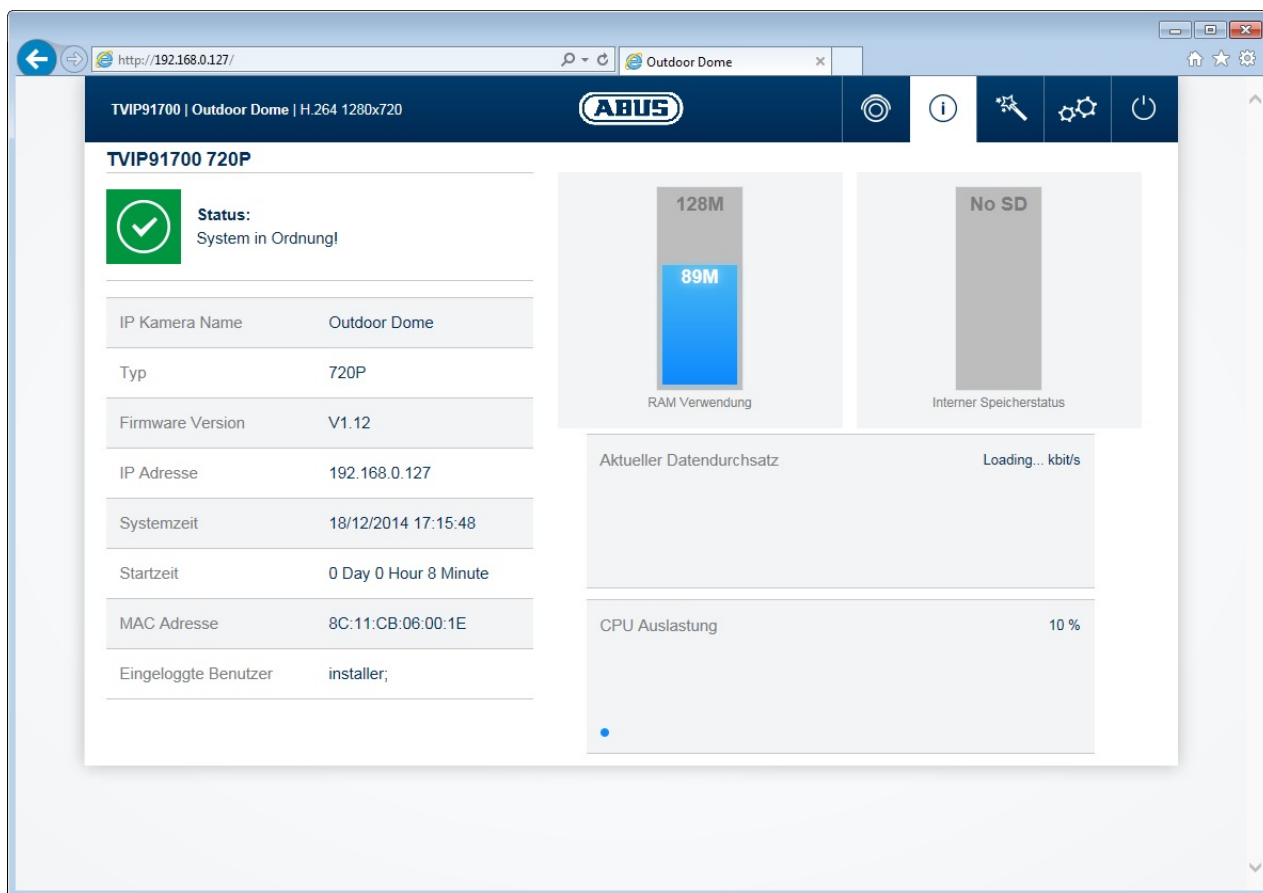 http://192.168.0.127/
Outdoor Dome
TVIP91700 | Outdoor Dome | H.264 1280x720
ABUS
TVIP91700 720P
Status:
System in Ordnung!
IP Kamera Name Outdoor Dome
Typ 720P
Firmware Version V1.12
IP Adresse 192.168.0.127
Systemzeit 18/12/2014 17:15:48
Startzeit 0 Day 0 Hour 8 Minute
MAC Adresse 8C:11:CB:06:00:1E
Eingeloggte Benutzer installer;
128M
89M
RAM Verwendung
No SD
Interner Speicherstatus
Aktueller Datendurchsatz Loading... kbit/s
CPU Auslastung 10 %